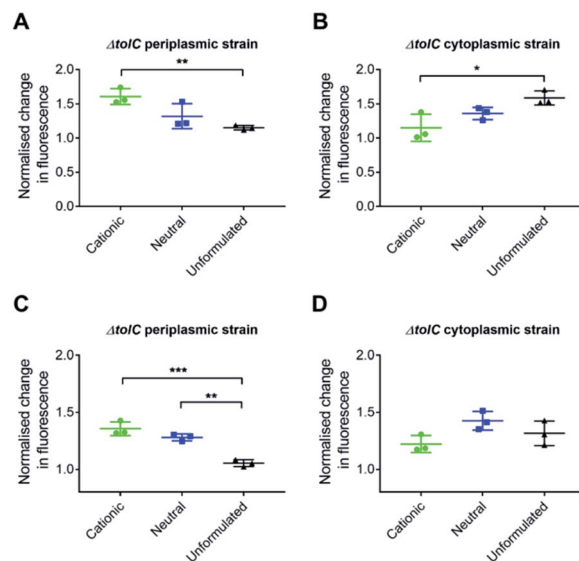 A
ΔtolC periplasmic strain
**
Normalised change
in fluorescence
2.0
1.5
1.0
0.5
0.0
Cationic
Neutral
Unformulated
B
ΔtolC cytoplasmic strain
*
Normalised change
in fluorescence
2.0
1.5
1.0
0.5
0.0
Cationic
Neutral
Unformulated
C
ΔtolC periplasmic strain
***
**
Normalised change
in fluorescence
2.0
1.5
1.0
Cationic
Neutral
Unformulated
D
ΔtolC cytoplasmic strain
Normalised change
in fluorescence
2.0
1.5
1.0
Cationic
Neutral
Unformulated